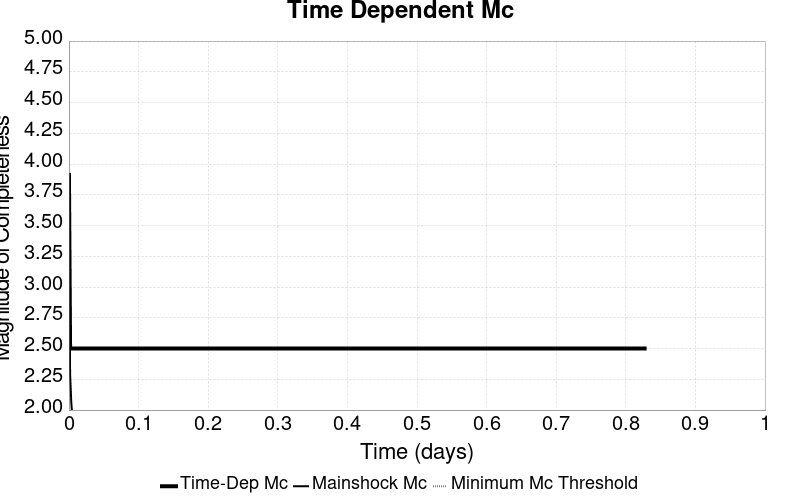 Time Dependent Mc
5.00
4.75
4.50
4.25
4.00
3.75
3.50
3.25
3.00
2.75
2.50
2.25
2.00
Magnitude of Completeness
0 0.1 0.2 0.3 0.4 0.5 0.6 0.7 0.8 0.9 1
Time (days)
Time-Dep Mc Mainshock Mc Minimum Mc Threshold